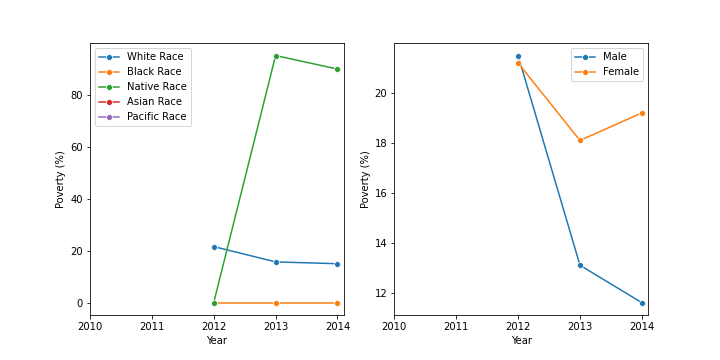 White Race
Black Race
Native Race
Asian Race
Pacific Race
Poverty (%)
80
60
40
20
0
2010 2011 2012 2013 2014
Year
Male
Female
Poverty (%)
20
18
16
14
12
2010 2011 2012 2013 2014
Year